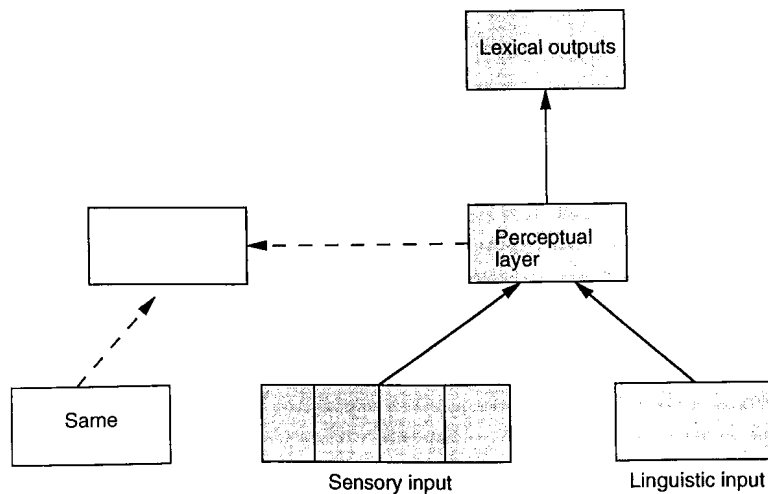 Lexical outputs
Perceptual
layer
Same
Sensory input
Linguistic input